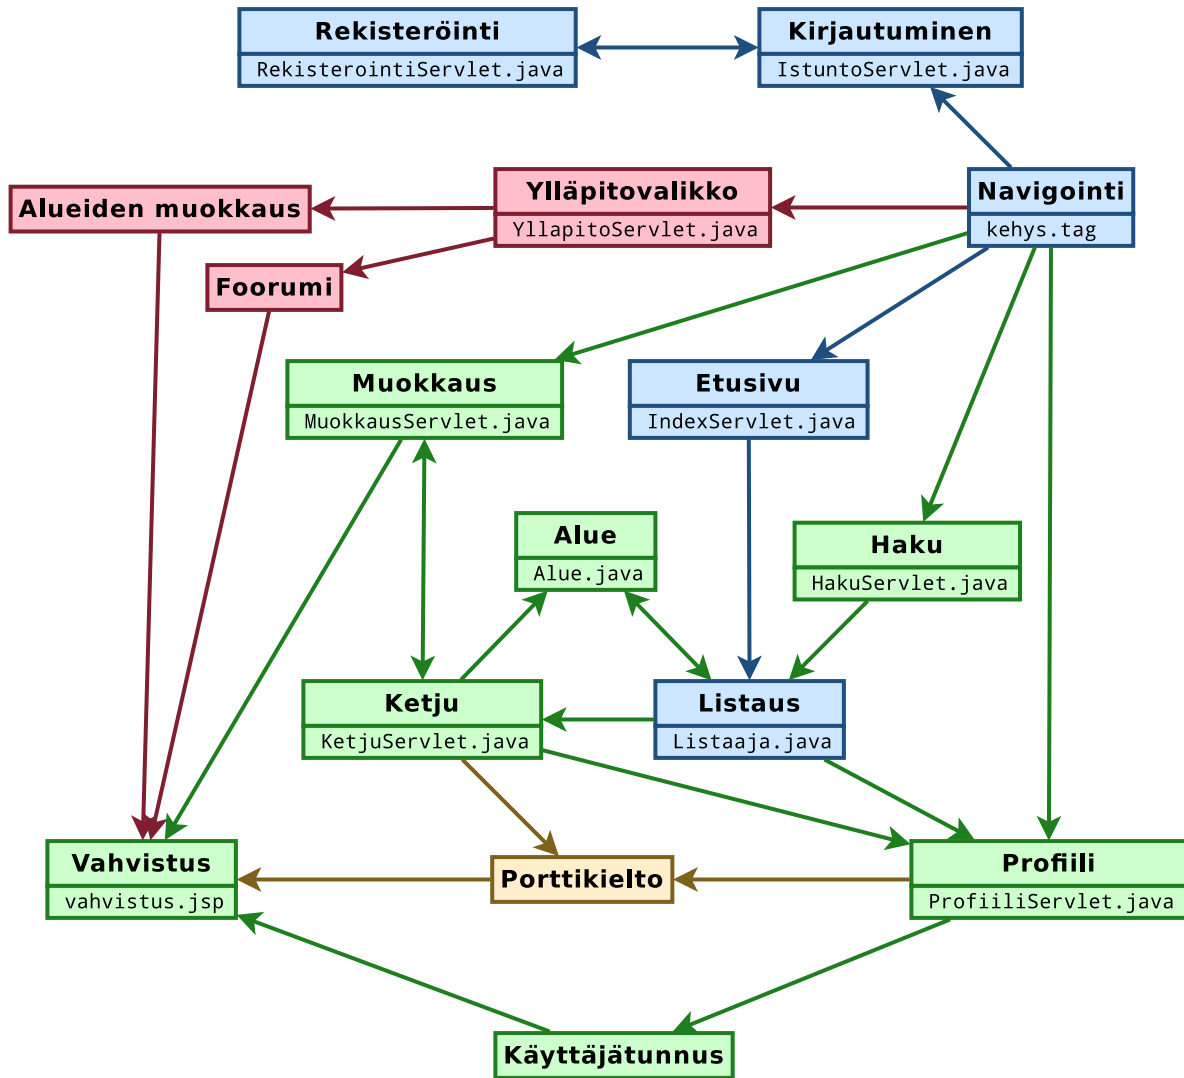 Rekisteröinti
RekisterointiServlet.java
Kirjautuminen
IstuntoServlet.java
Alueiden muokkaus
Ylläpitovalikko
YllapitoServlet.java
Navigointi
kehys.tag
Foorumi
Muokkaus
MuokkausServlet.java
Etusivu
IndexServlet.java
Alue
Alue.java
Haku
HakuServlet.java
Ketju
KetjuServlet.java
Listaus
Listaaja.java
Vahvistus
vahvistus.jsp
Porttikielto
Profiili
ProfiiliServlet.java
Käyttäjätunnus